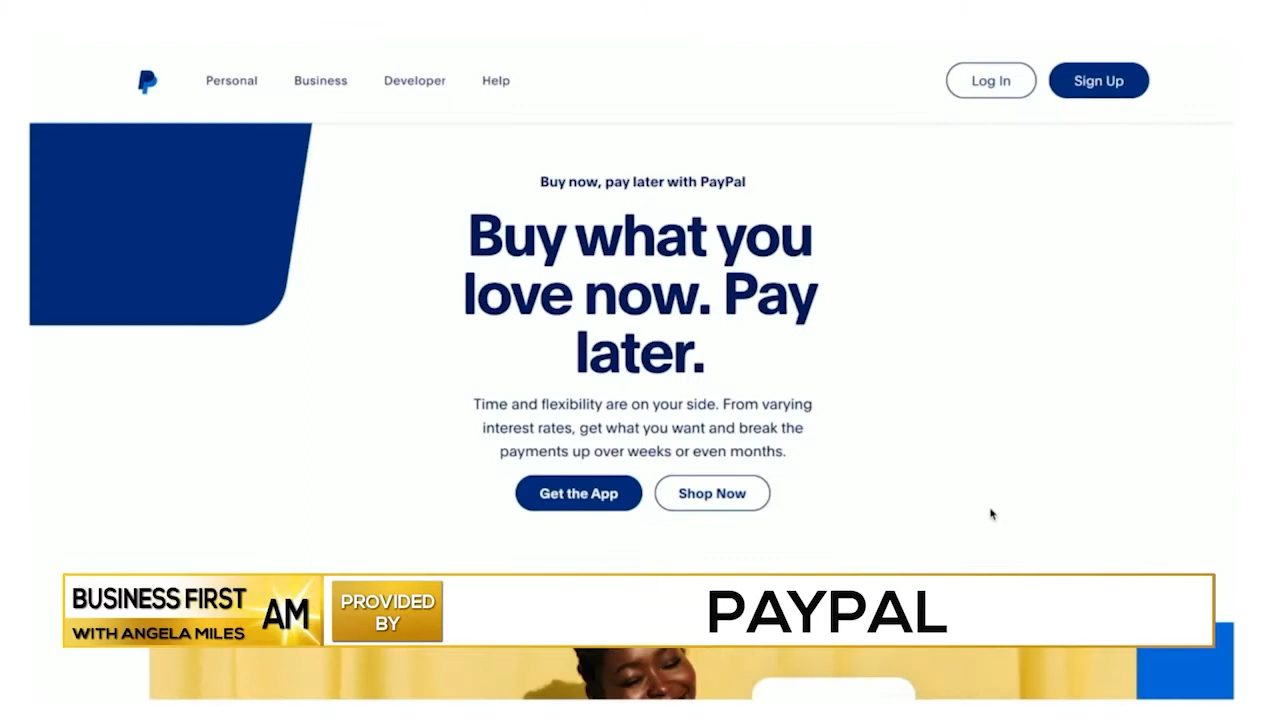 Personal Business Developer Help Log In Sign Up
Buy now, pay later with PayPal
Buy what you
love now. Pay
later.
Time and flexibility are on your side. From varying
interest rates, get what you want and break the
payments up over weeks or even months.
Get the App Shop Now
BUSINESS FIRST
WITH ANGELA MILES
AM
PROVIDED
BY
PAYPAL